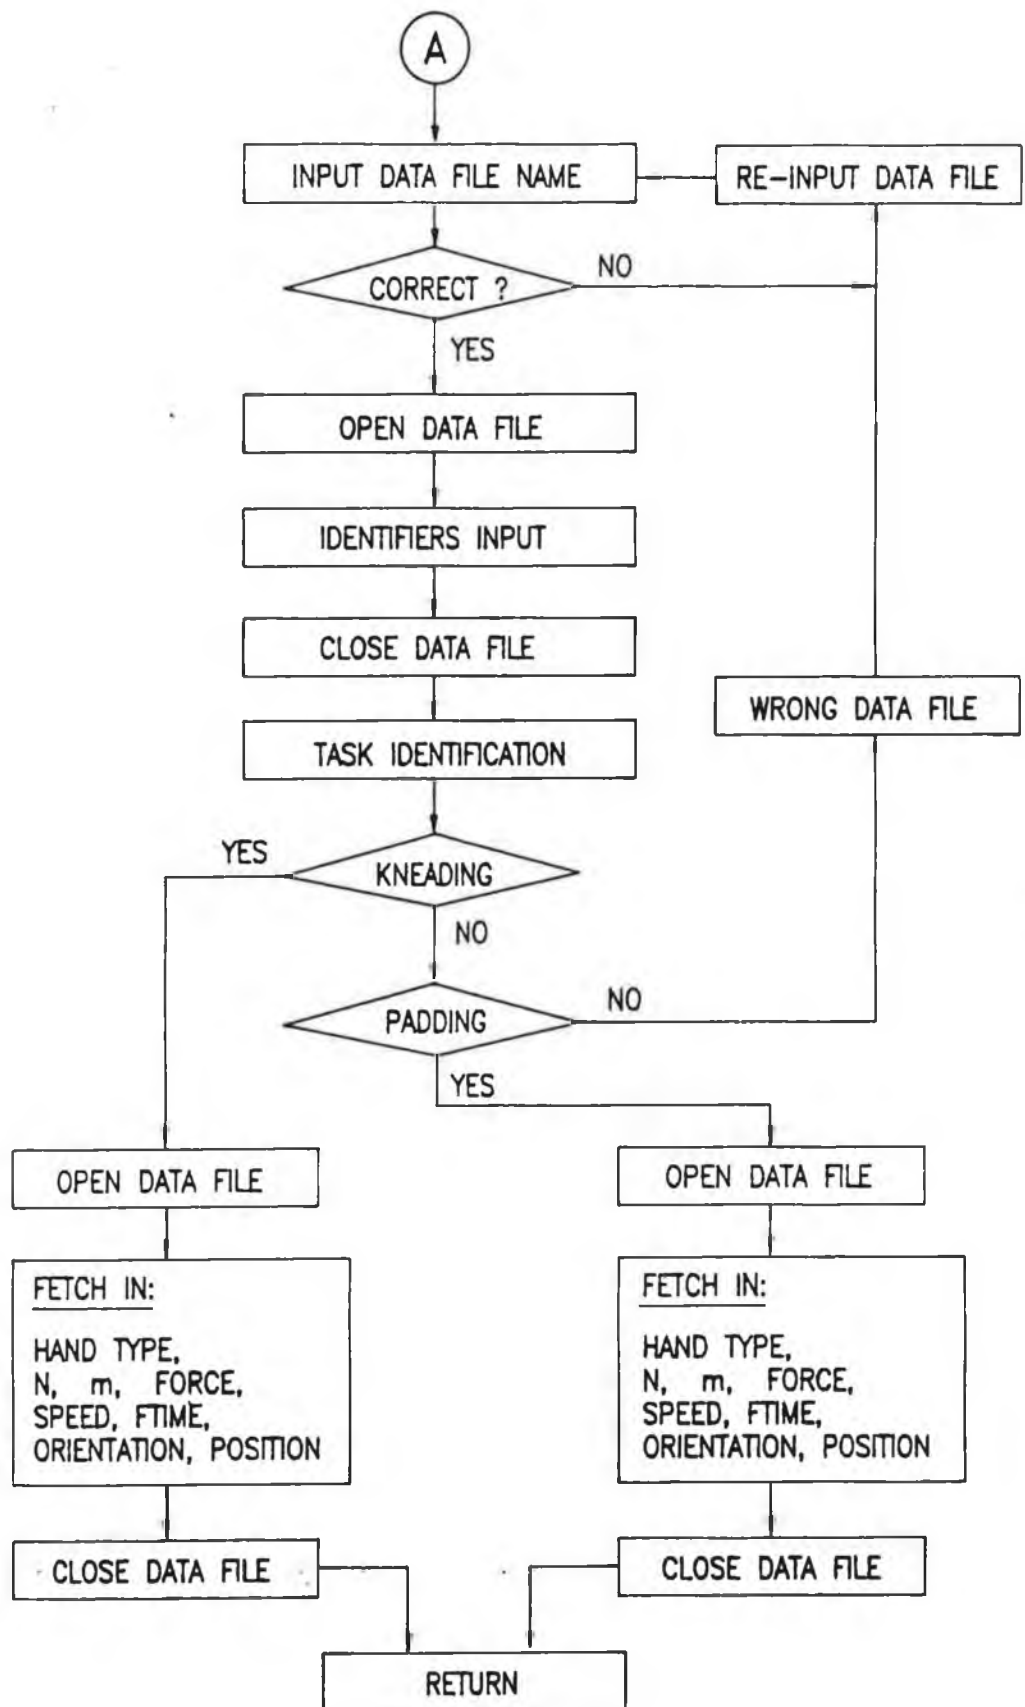 A
INPUT DATA FILE NAME
RE-INPUT DATA FILE
CORRECT ?
NO
YES
OPEN DATA FILE
IDENTIFIERS INPUT
CLOSE DATA FILE
WRONG DATA FILE
TASK IDENTIFICATION
YES
KNEADING
NO
PADDING
NO
YES
OPEN DATA FILE
FETCH IN:
HAND TYPE,
N, m, FORCE,
SPEED, FTIME,
ORIENTATION, POSITION
CLOSE DATA FILE
OPEN DATA FILE
FETCH IN:
HAND TYPE,
N, m, FORCE,
SPEED, FTIME,
ORIENTATION, POSITION
CLOSE DATA FILE
RETURN